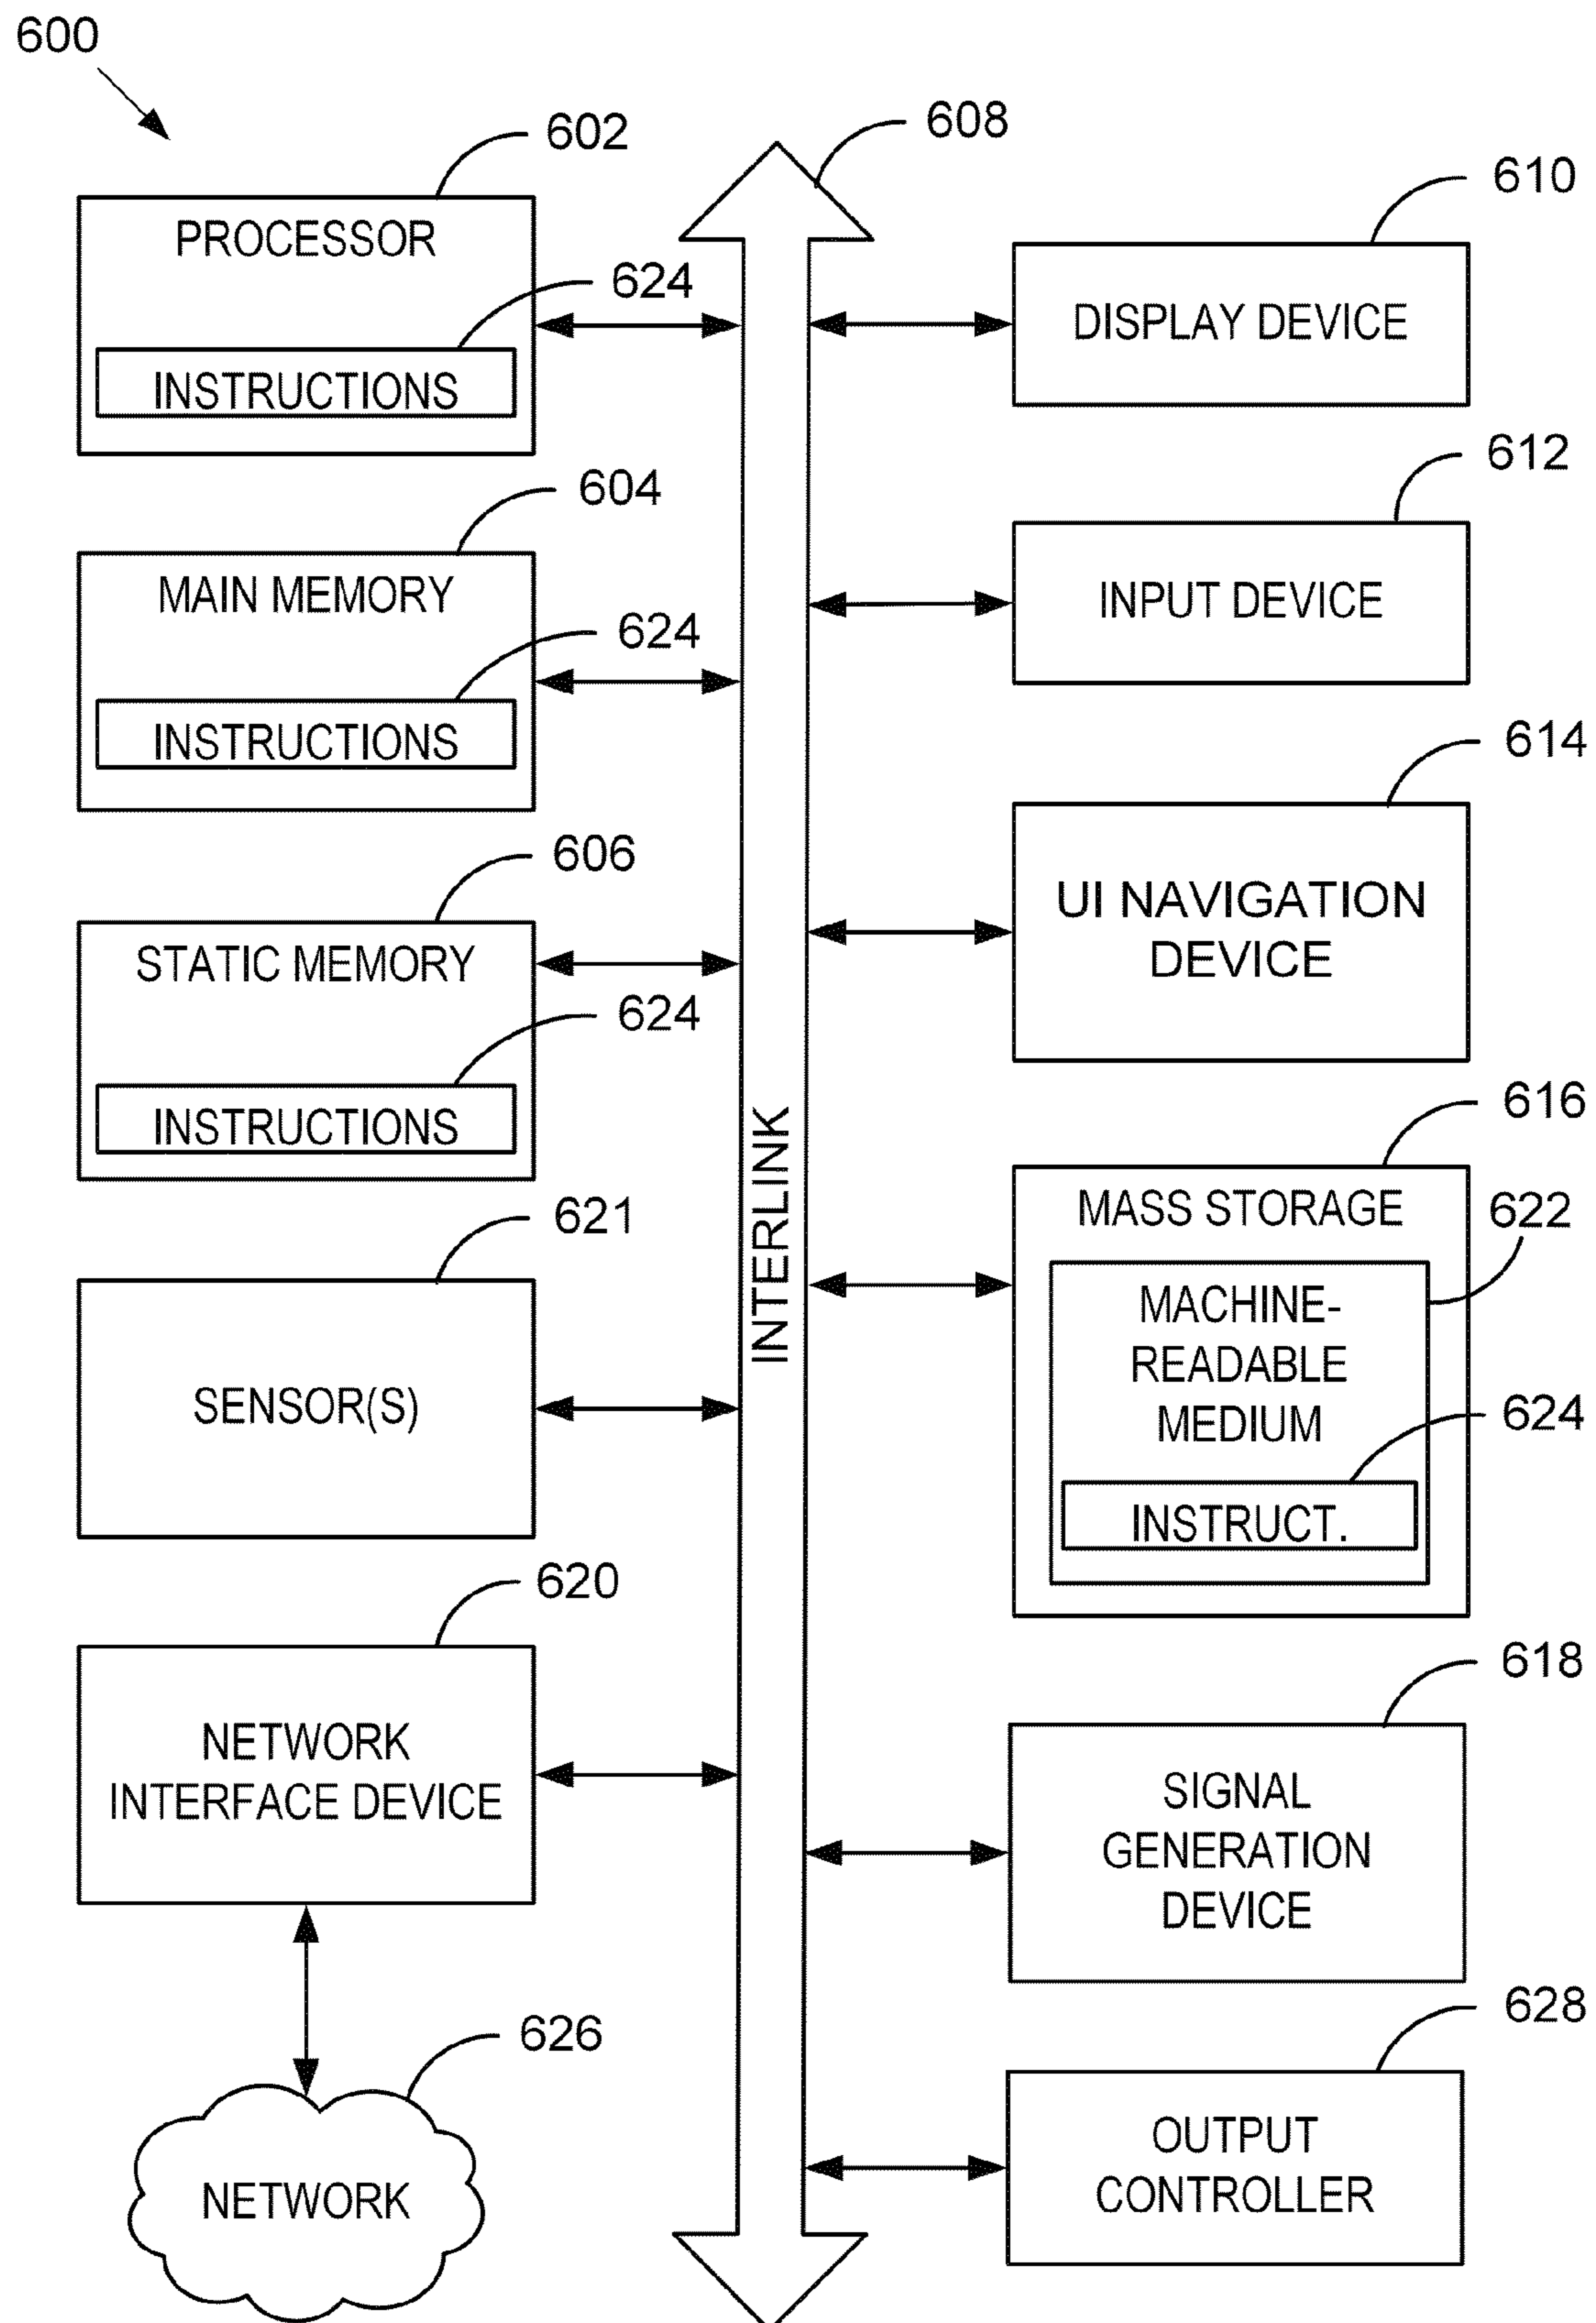 600
602
PROCESSOR
624
INSTRUCTIONS
604
MAIN MEMORY
624
INSTRUCTIONS
606
STATIC MEMORY
624
INSTRUCTIONS
621
SENSOR(S)
620
NETWORK
INTERFACE DEVICE
626
NETWORK
608
INTERLINK
610
DISPLAY DEVICE
612
INPUT DEVICE
614
UI NAVIGATION
DEVICE
616
MASS STORAGE
622
MACHINE-
READABLE
MEDIUM
624
INSTRUCT.
618
SIGNAL
GENERATION
DEVICE
628
OUTPUT
CONTROLLER